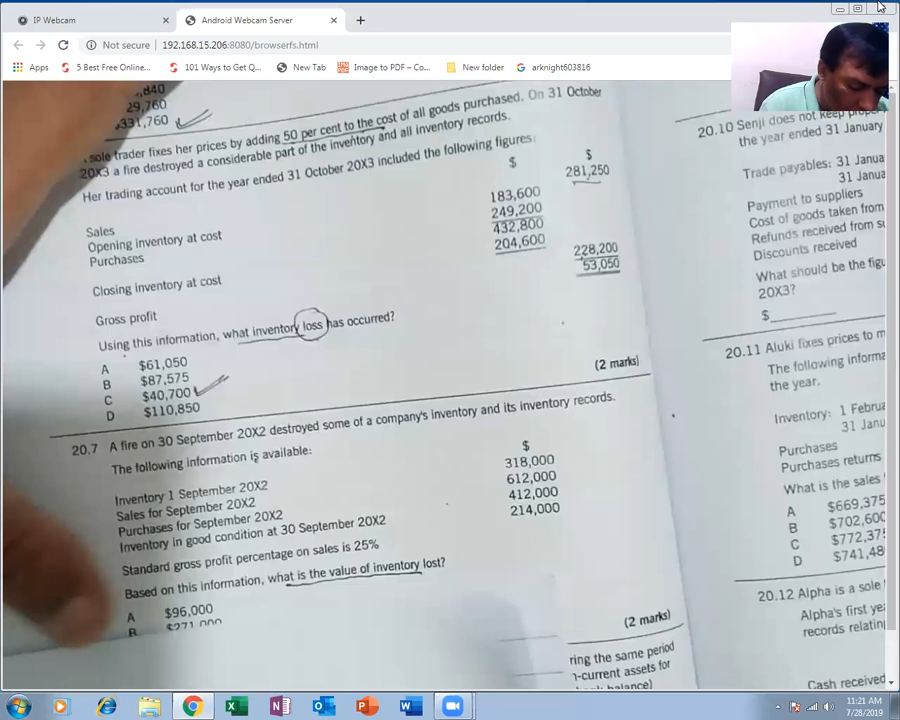 IP Webcam
Android Webcam Server
Not secure | 192.168.15.206:8080/browserfs.html
Apps
5 Best Free Online...
101 Ways to Get Q...
New Tab
Image to PDF – Co...
New folder
arknight603816
,840
29,760
331,760
sole trader fixes her prices by adding 50 per cent to the cost of all goods purchased. On 31 October
20X3 a fire destroyed a considerable part of the inventory and all inventory records.
Her trading account for the year ended 31 October 20X3 included the following figures:
$ $
Sales 281,250
Opening inventory at cost 183,600
Purchases 249,200
432,800
Closing inventory at cost 204,600
228,200
Gross profit 53,050
Using this information, what inventory loss has occurred?
A $61,050
B $87,575
C $40,700
D $110,850
(2 marks)
20.7 A fire on 30 September 20X2 destroyed some of a company's inventory and its inventory records.
The following information is available:
$
Inventory 1 September 20X2 318,000
Sales for September 20X2 612,000
Purchases for September 20X2 412,000
Inventory in good condition at 30 September 20X2 214,000
Standard gross profit percentage on sales is 25%
Based on this information, what is the value of inventory lost?
A $96,000
B $271,000
(2 marks)
ring the same period
n-current assets for
balance)
20.10 Senji does not keep
the year ended 31 January
Trade payables: 31 Janua
31 Janua
Payment to suppliers
Cost of goods taken from
Refunds received from su
Discounts received
What should be the figu
20X3?
$
20.11 Aluki fixes prices to m
The following informa
the year.
Inventory: 1 Februa
31 Janu
Purchases
Purchases returns
What is the sales
A $669,375
B $702,600
C $772,37
D $741,48
20.12 Alpha is a sole
Alpha's first ye
records relatin
Cash received
11:21 AM
7/28/2019